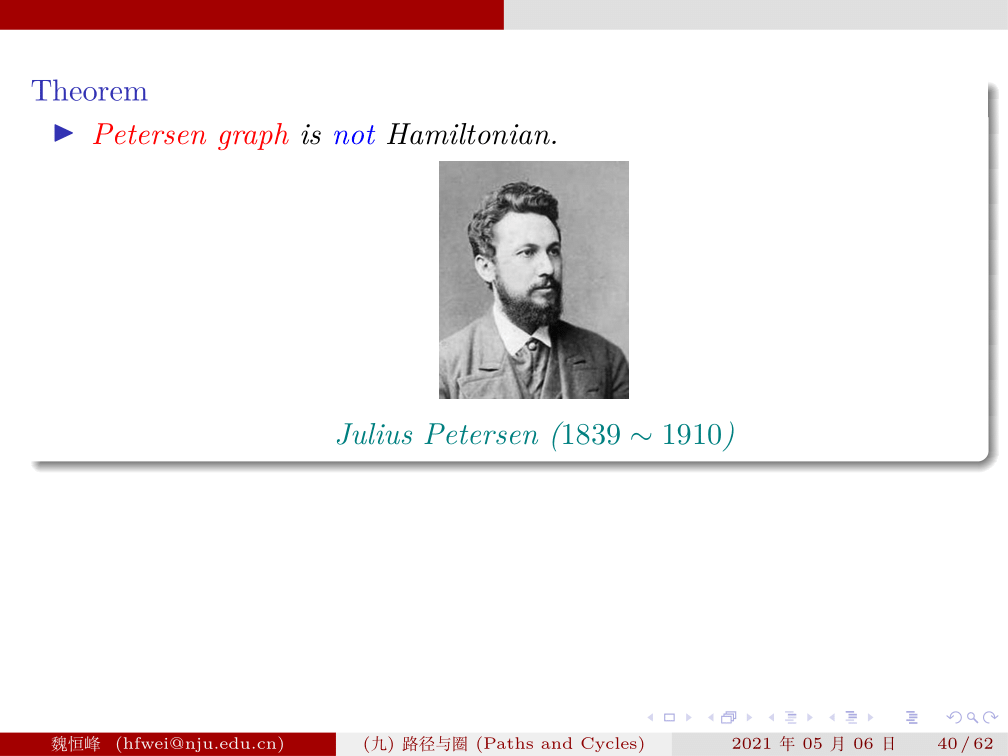 Theorem
Petersen graph is not Hamiltonian.
Julius Petersen (1839 ∼ 1910)
魏恒峰 (hfwei@nju.edu.cn) (九) 路径与圈 (Paths and Cycles) 2021 年 05 月 06 日 40 / 62